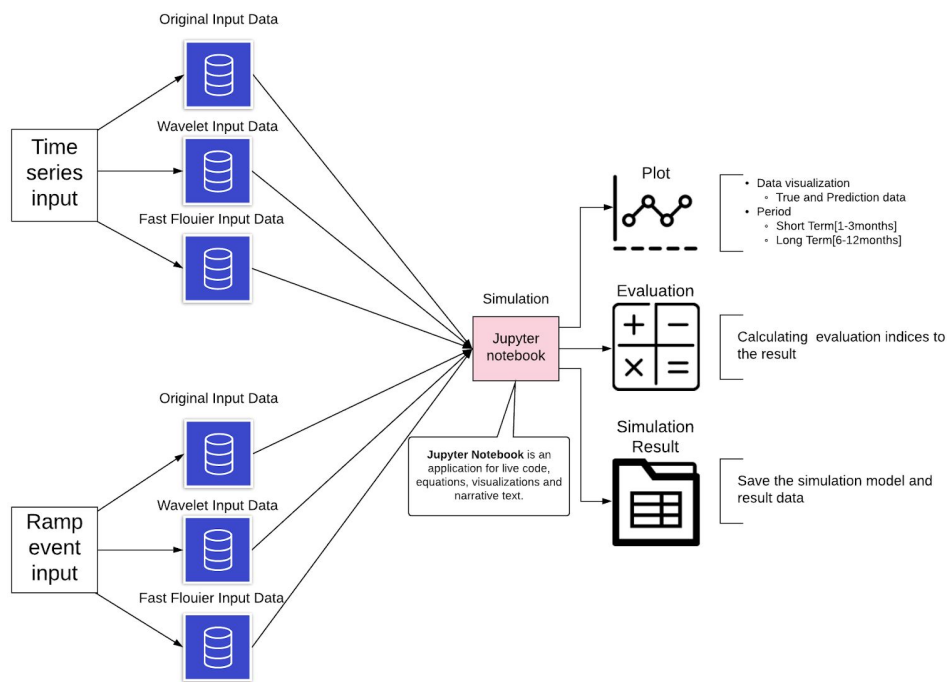 Original Input Data
Wavelet Input Data
Time
series
input
Fast Flouier Input Data
Original Input Data
Wavelet Input Data
Ramp
event
input
Fast Flouier Input Data
Simulation
Jupyter
notebook
Jupyter Notebook is an
application for live code,
equations, visualizations and
narrative text.
Plot
• Data visualization
◦ True and Prediction data
• Period
◦ Short Term[1-3months]
◦ Long Term[6-12months]
Evaluation
Calculating evaluation indices to
the result
Simulation
Result
Save the simulation model and
result data